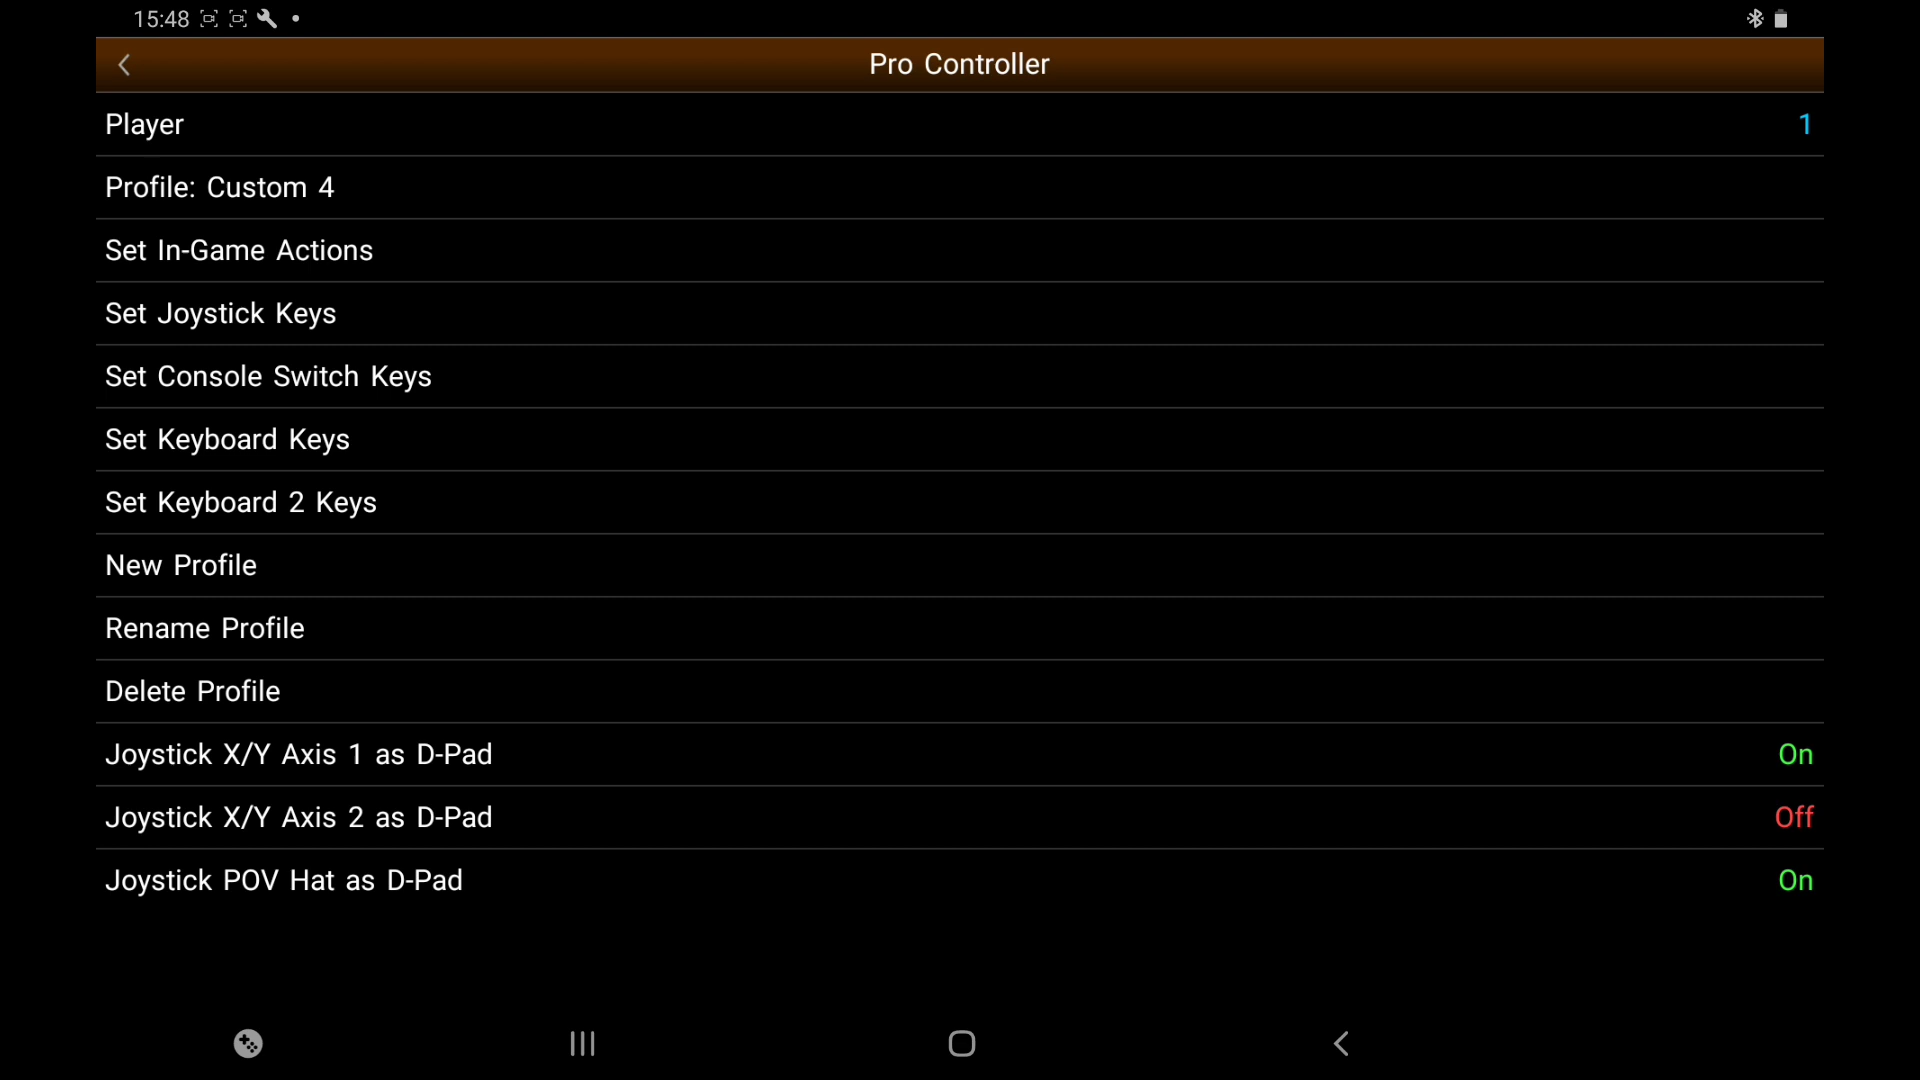 15:48
Pro Controller
Player 1
Profile: Custom 4
Set In-Game Actions
Set Joystick Keys
Set Console Switch Keys
Set Keyboard Keys
Set Keyboard 2 Keys
New Profile
Rename Profile
Delete Profile
Joystick X/Y Axis 1 as D-Pad On
Joystick X/Y Axis 2 as D-Pad Off
Joystick POV Hat as D-Pad On